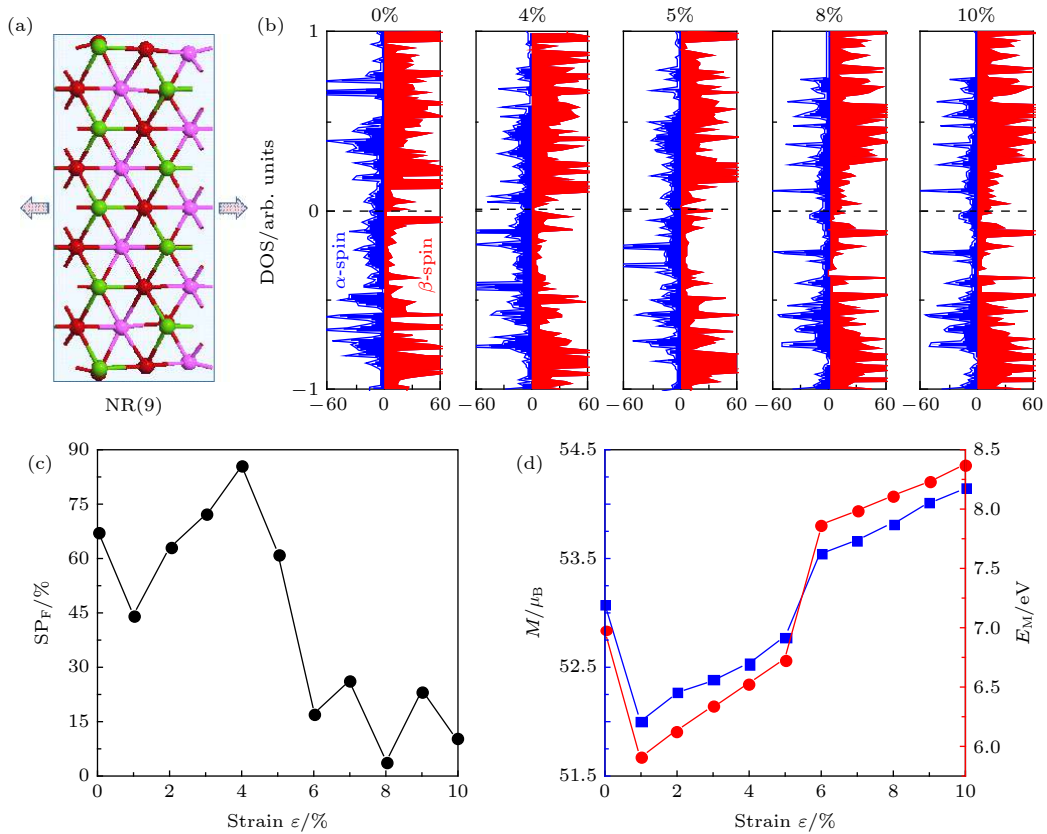 (a)
NR(9)
(b)
0% 4% 5% 8% 10%
DOS/arb. units
1
0
−1
α-spin
β-spin
−60 0 60
−60 0 60
−60 0 60
−60 0 60
−60 0 60
(c)
SP_F/%
90
75
60
45
30
15
0
0 2 4 6 8 10
Strain ε/%
(d)
M/μ_B
54.5
53.5
52.5
51.5
E_M/eV
8.5
8.0
7.5
7.0
6.5
6.0
0 2 4 6 8 10
Strain ε/%